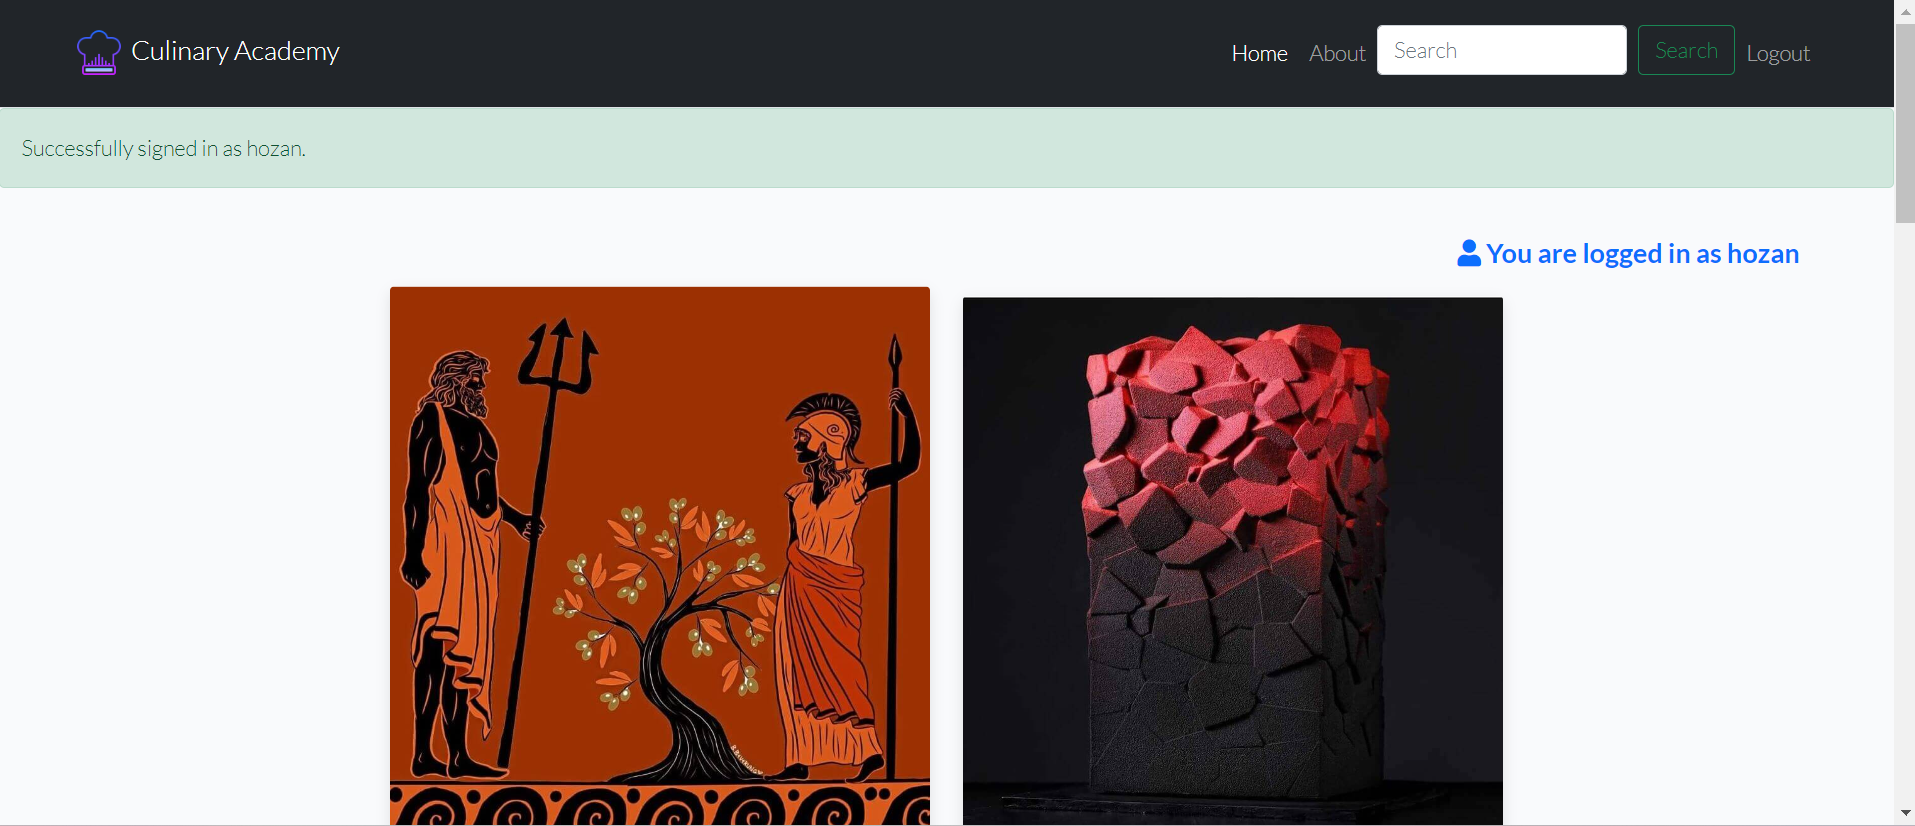 Culinary Academy
Home
About
Search
Search
Logout
Successfully signed in as hozan.
You are logged in as hozan